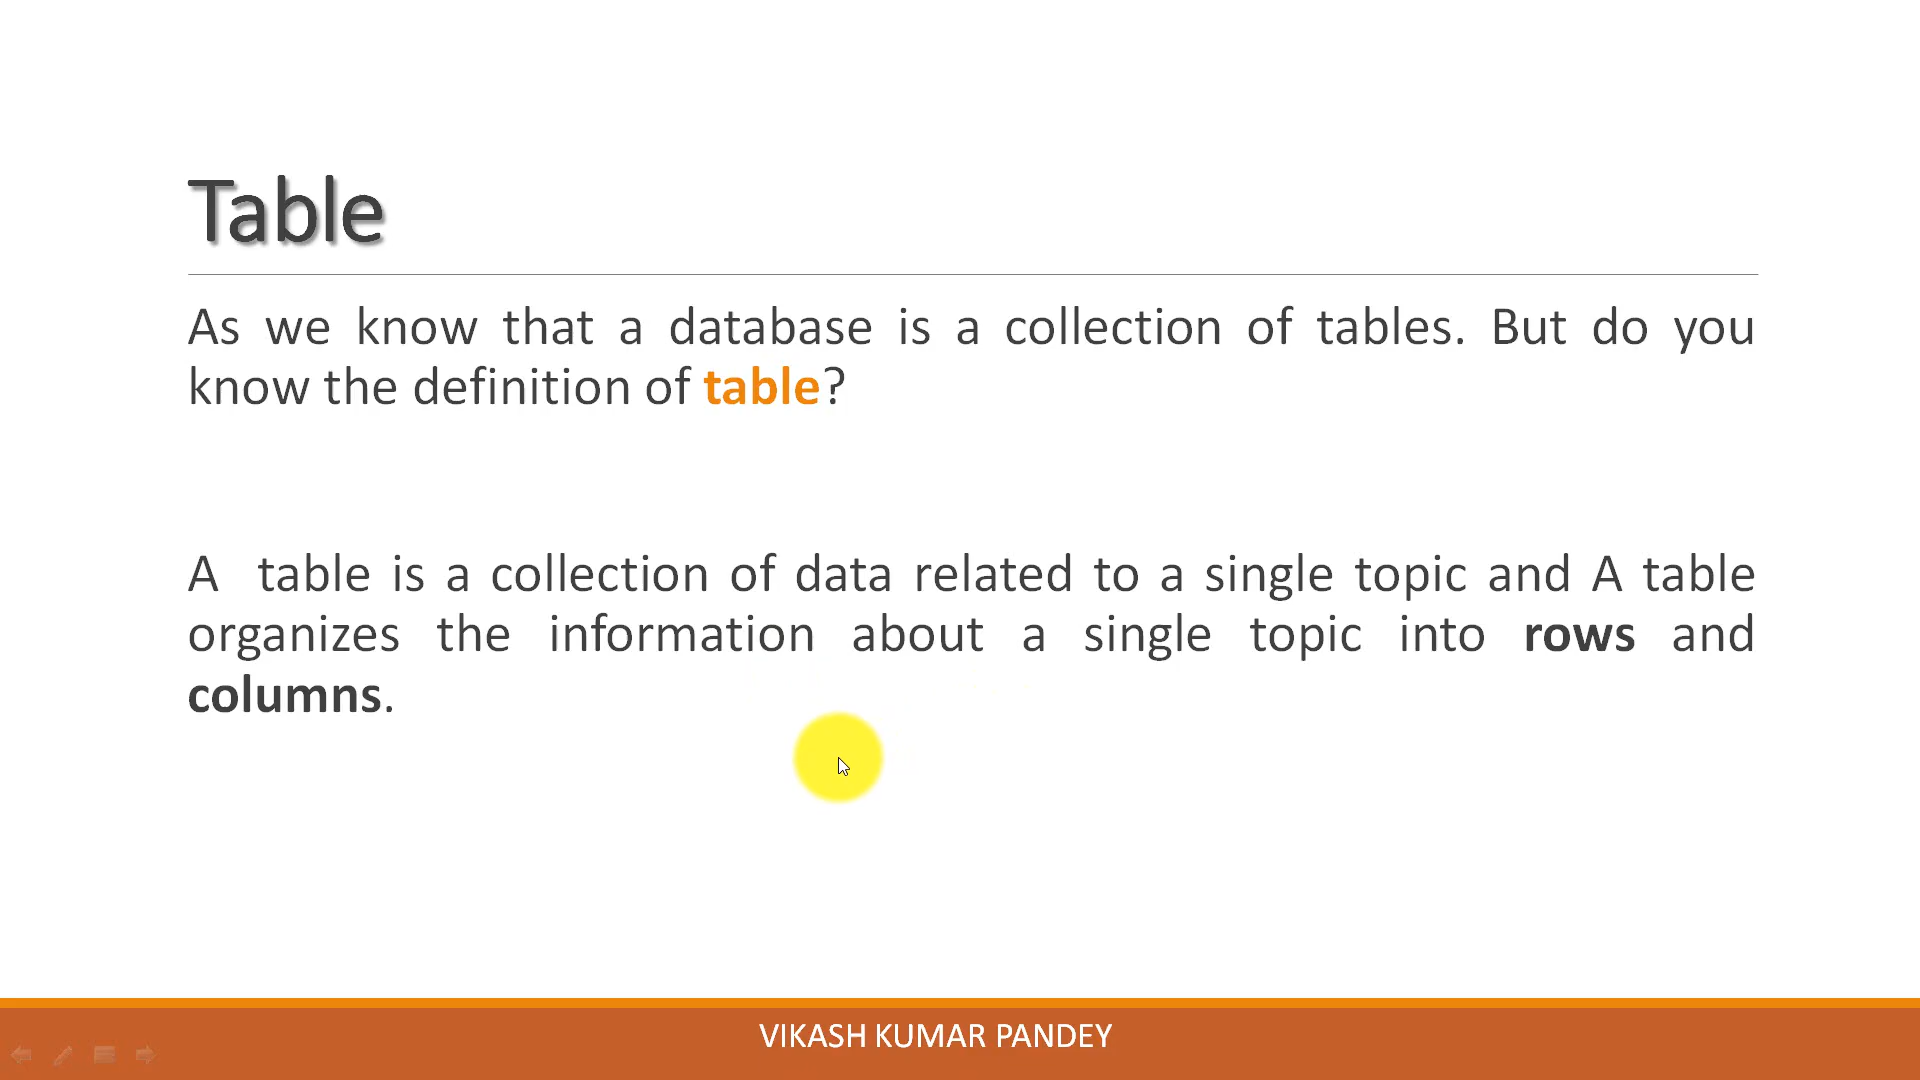 Table
As we know that a database is a collection of tables. But do you
know the definition of table?
A table is a collection of data related to a single topic and A table
organizes the information about a single topic into rows and
columns.
VIKASH KUMAR PANDEY